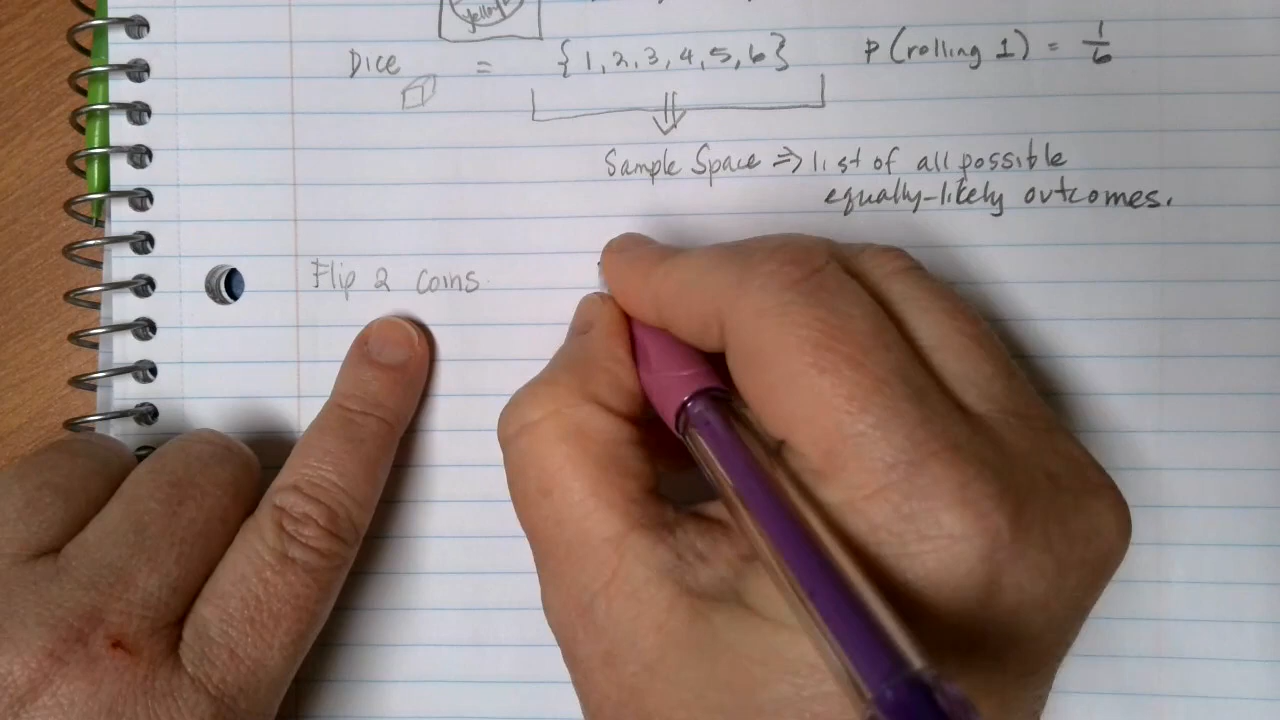 yellow
Dice = {1, 2, 3, 4, 5, 6} P(rolling 1) = 1/6
Sample Space ⇒ list of all possible
equally-likely outcomes.
Flip 2 coins